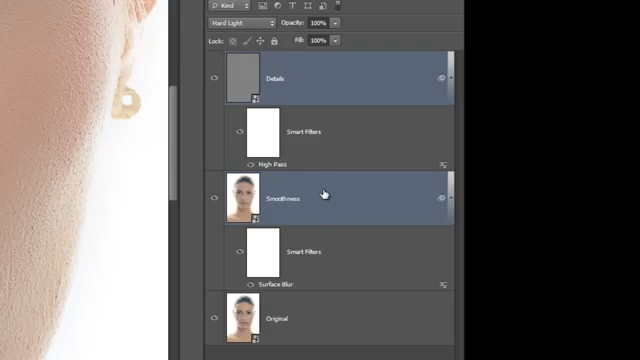 Kind
Hard Light Opacity: 100%
Lock: Fill: 100%
Details
Smart Filters
High Pass
Smoothness
Smart Filters
Surface Blur
Original